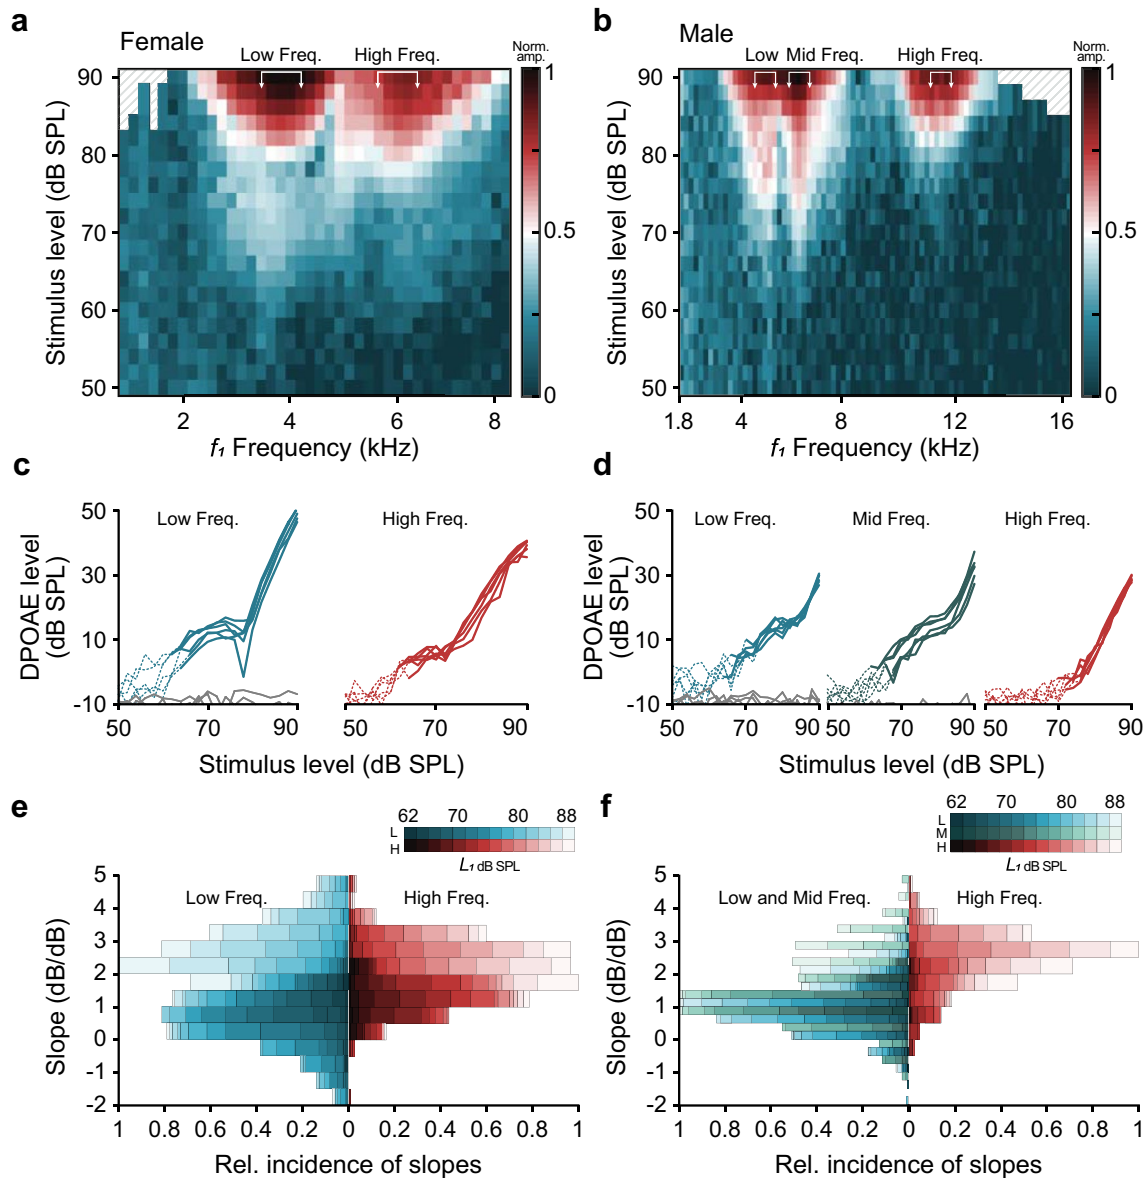 a
Female
Low Freq.
High Freq.
Norm.
amp.
1
0.5
0
90
80
70
60
50
Stimulus level (dB SPL)
2
4
6
8
f₁ Frequency (kHz)
b
Male
Low
Mid Freq.
High Freq.
Norm.
amp.
1
0.5
0
90
80
70
60
50
Stimulus level (dB SPL)
1.8
4
8
12
16
f₁ Frequency (kHz)
c
50
30
10
-10
DPOAE level
(dB SPL)
Low Freq.
High Freq.
50
70
90
50
70
90
Stimulus level (dB SPL)
d
50
30
10
-10
DPOAE level
(dB SPL)
Low Freq.
Mid Freq.
High Freq.
50
70
90
50
70
90
50
70
90
Stimulus level (dB SPL)
e
62
70
80
88
L
H
L₁ dB SPL
Low Freq.
High Freq.
5
4
3
2
1
0
-1
-2
Slope (dB/dB)
1
0.8
0.6
0.4
0.2
0
0.2
0.4
0.6
0.8
1
Rel. incidence of slopes
f
62
70
80
88
L
M
H
L₁ dB SPL
Low and Mid Freq.
High Freq.
5
4
3
2
1
0
-1
-2
Slope (dB/dB)
1
0.8
0.6
0.4
0.2
0
0.2
0.4
0.6
0.8
1
Rel. incidence of slopes